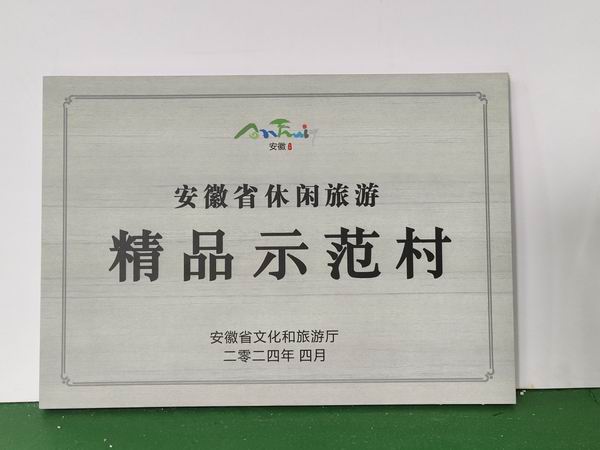 AnHui
安徽
安徽省休闲旅游
精品示范村
安徽省文化和旅游厅
二零二四年 四月